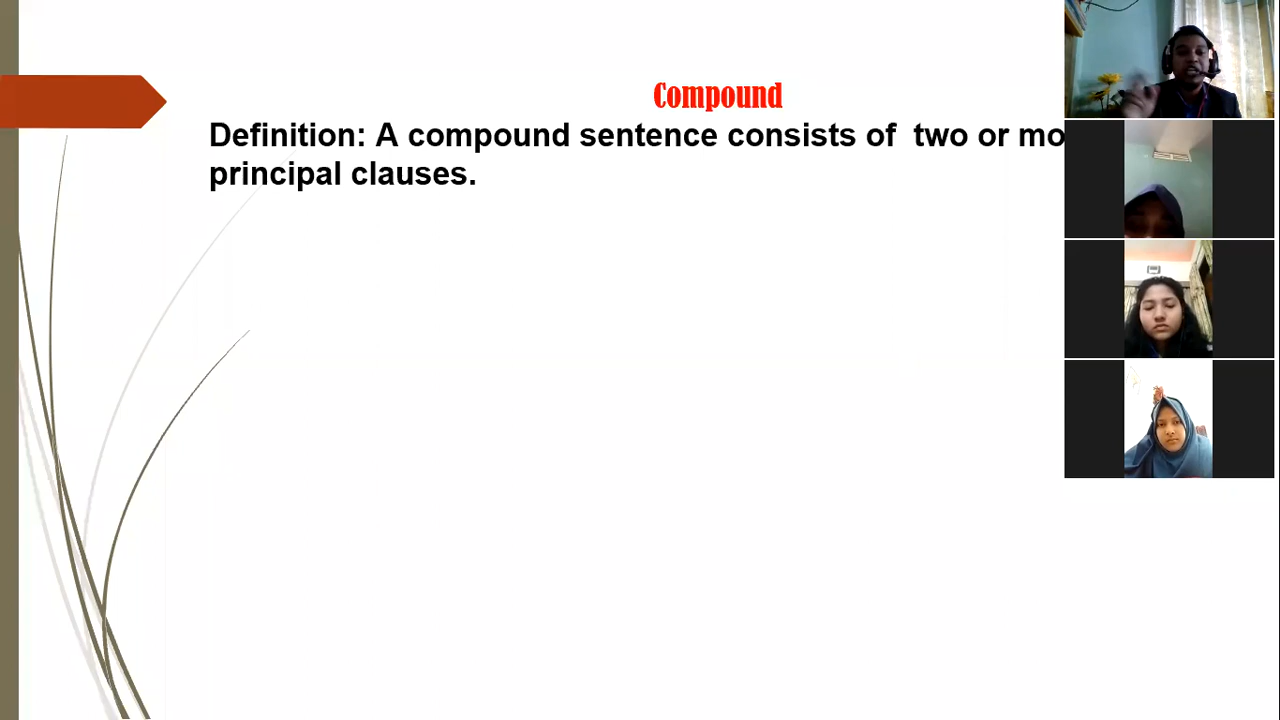 Compound
Definition: A compound sentence consists of two or mo
principal clauses.